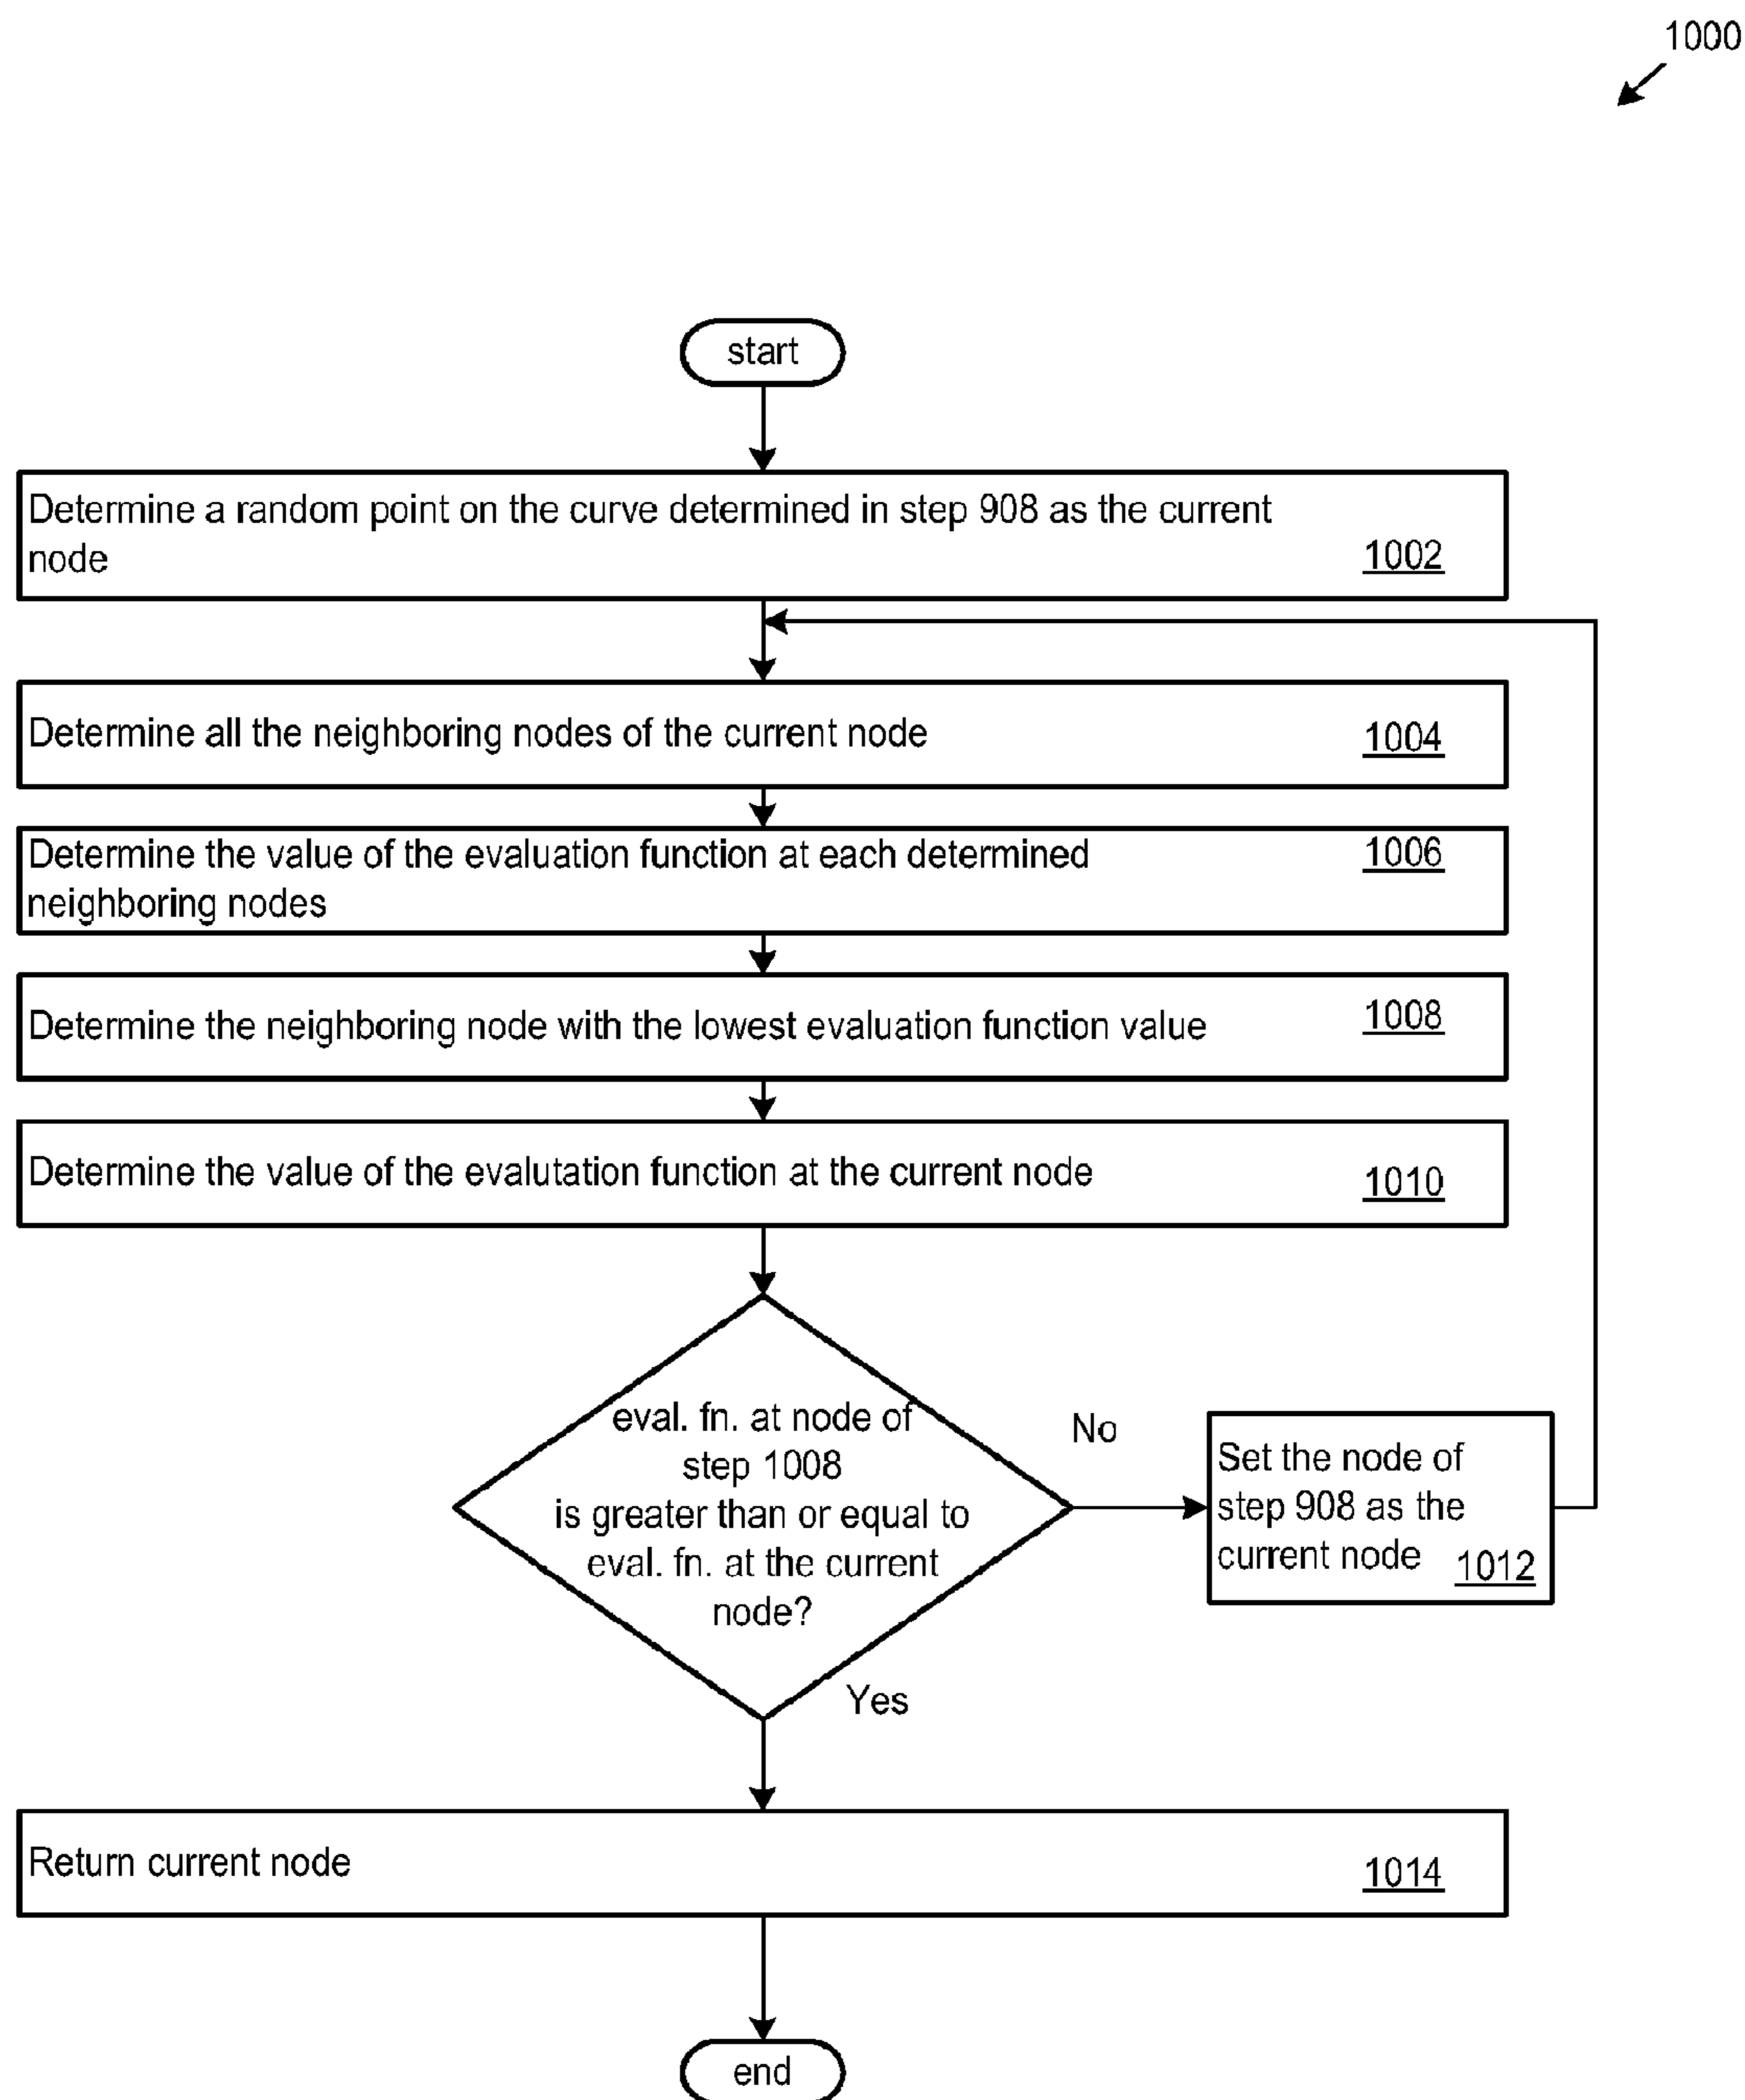 1000
start
Determine a random point on the curve determined in step 908 as the current
node
1002
Determine all the neighboring nodes of the current node
1004
Determine the value of the evaluation function at each determined
1006
neighboring nodes
Determine the neighboring node with the lowest evaluation function value
1008
Determine the value of the evalutation function at the current node
1010
eval. fn. at node of
step 1008
is greater than or equal to
eval. fn. at the current
node?
No
Set the node of
step 908 as the
current node
1012
Yes
Return current node
1014
end